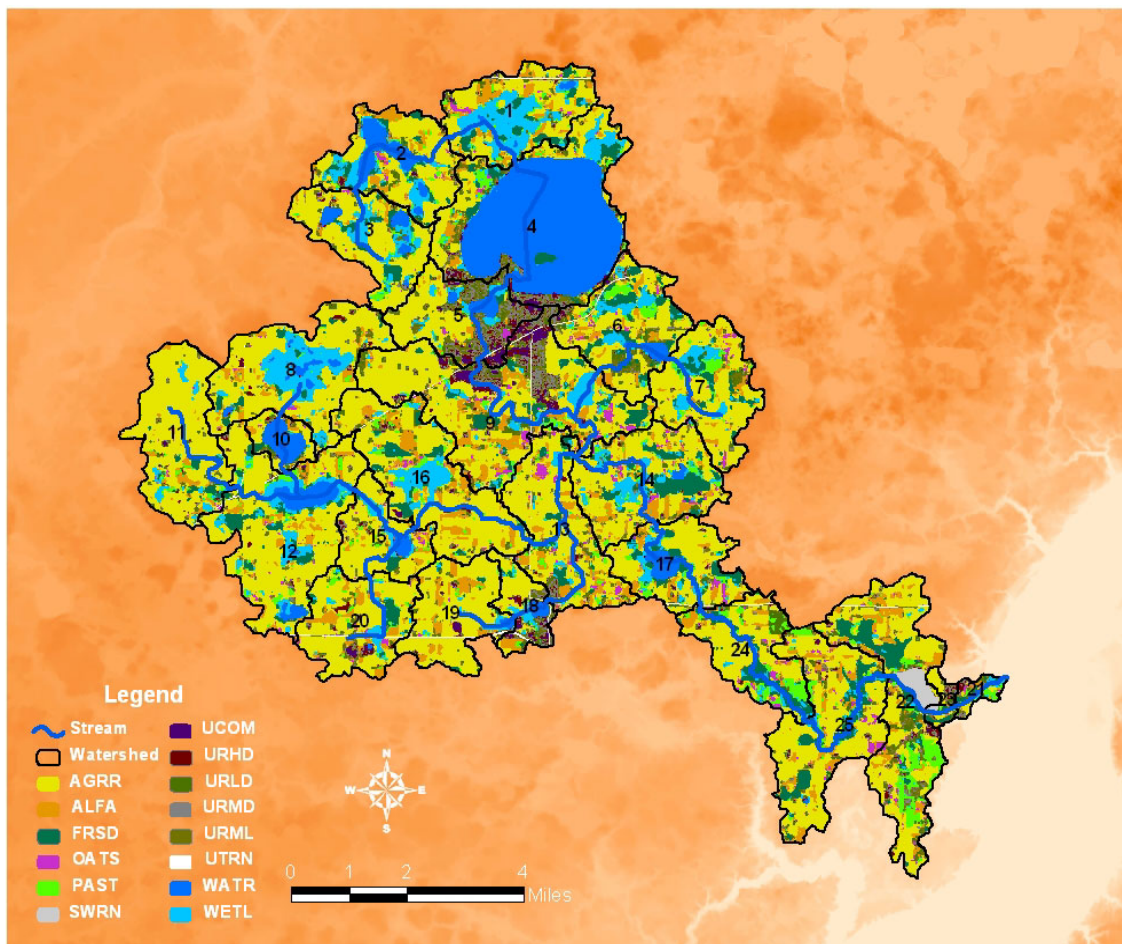 1
2
3
4
5
6
7
8
9
10
11
12
13
14
15
16
17
18
19
20
24
25
22
23
21
Legend
Stream
Watershed
AGRR
ALFA
FRSD
OATS
PAST
SWRN
UCOM
URHD
URLD
URMD
URML
UTRN
WATR
WETL
N
W E
S
0 2 4
Miles